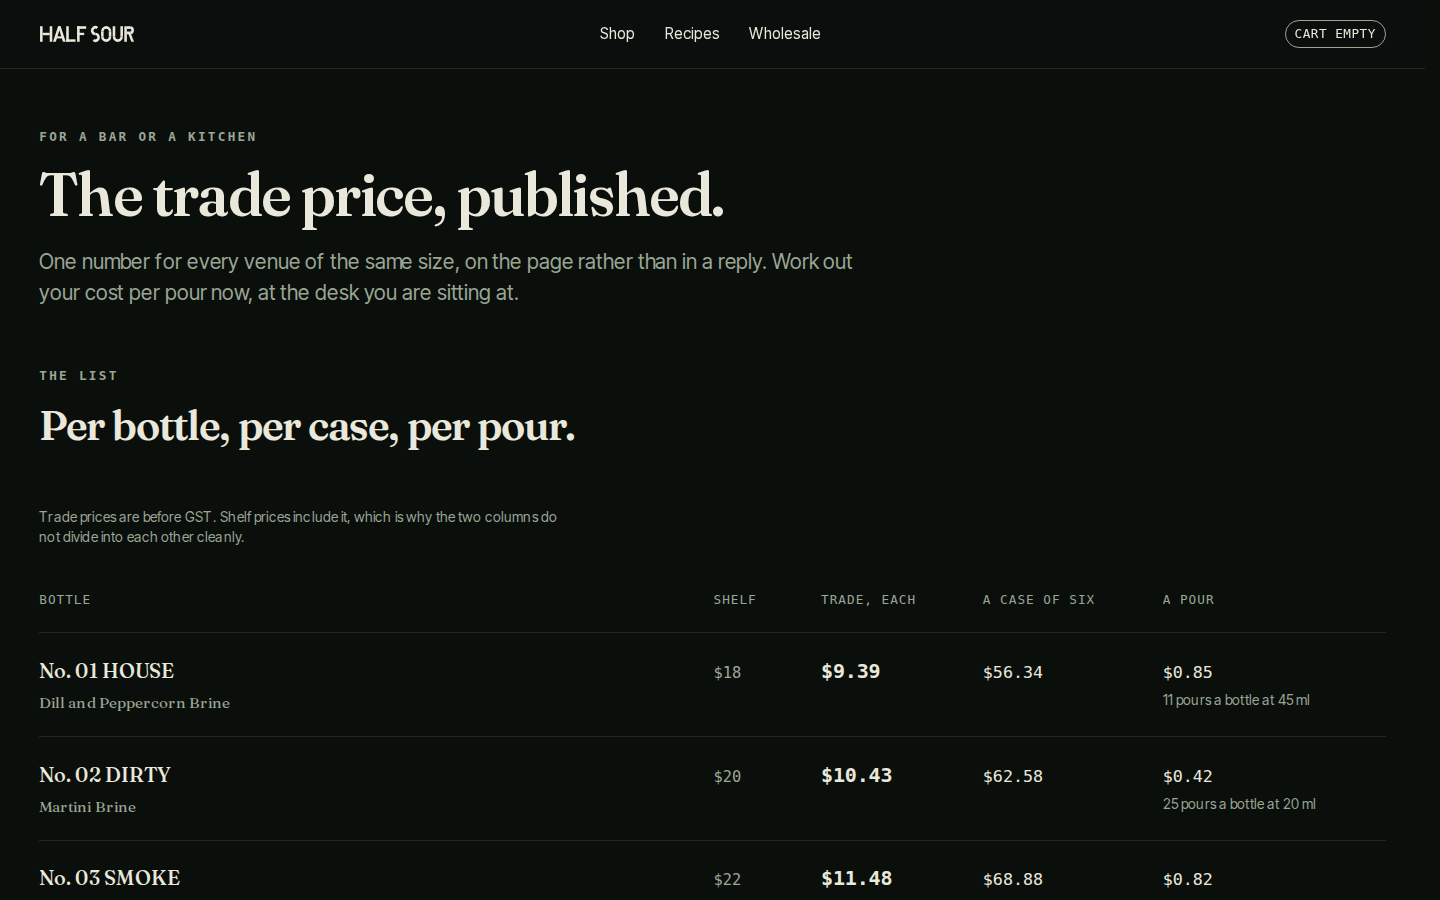 HALF SOUR
Shop Recipes Wholesale
CART EMPTY
FOR A BAR OR A KITCHEN
The trade price, published.
One number for every venue of the same size, on the page rather than in a reply. Work out
your cost per pour now, at the desk you are sitting at.
THE LIST
Per bottle, per case, per pour.
Trade prices are before GST. Shelf prices include it, which is why the two columns do
not divide into each other cleanly.
BOTTLE SHELF TRADE, EACH A CASE OF SIX A POUR
No. 01 HOUSE $18 $9.39 $56.34 $0.85
Dill and Peppercorn Brine 11 pours a bottle at 45 ml
No. 02 DIRTY $20 $10.43 $62.58 $0.42
Martini Brine 25 pours a bottle at 20 ml
No. 03 SMOKE $22 $11.48 $68.88 $0.82